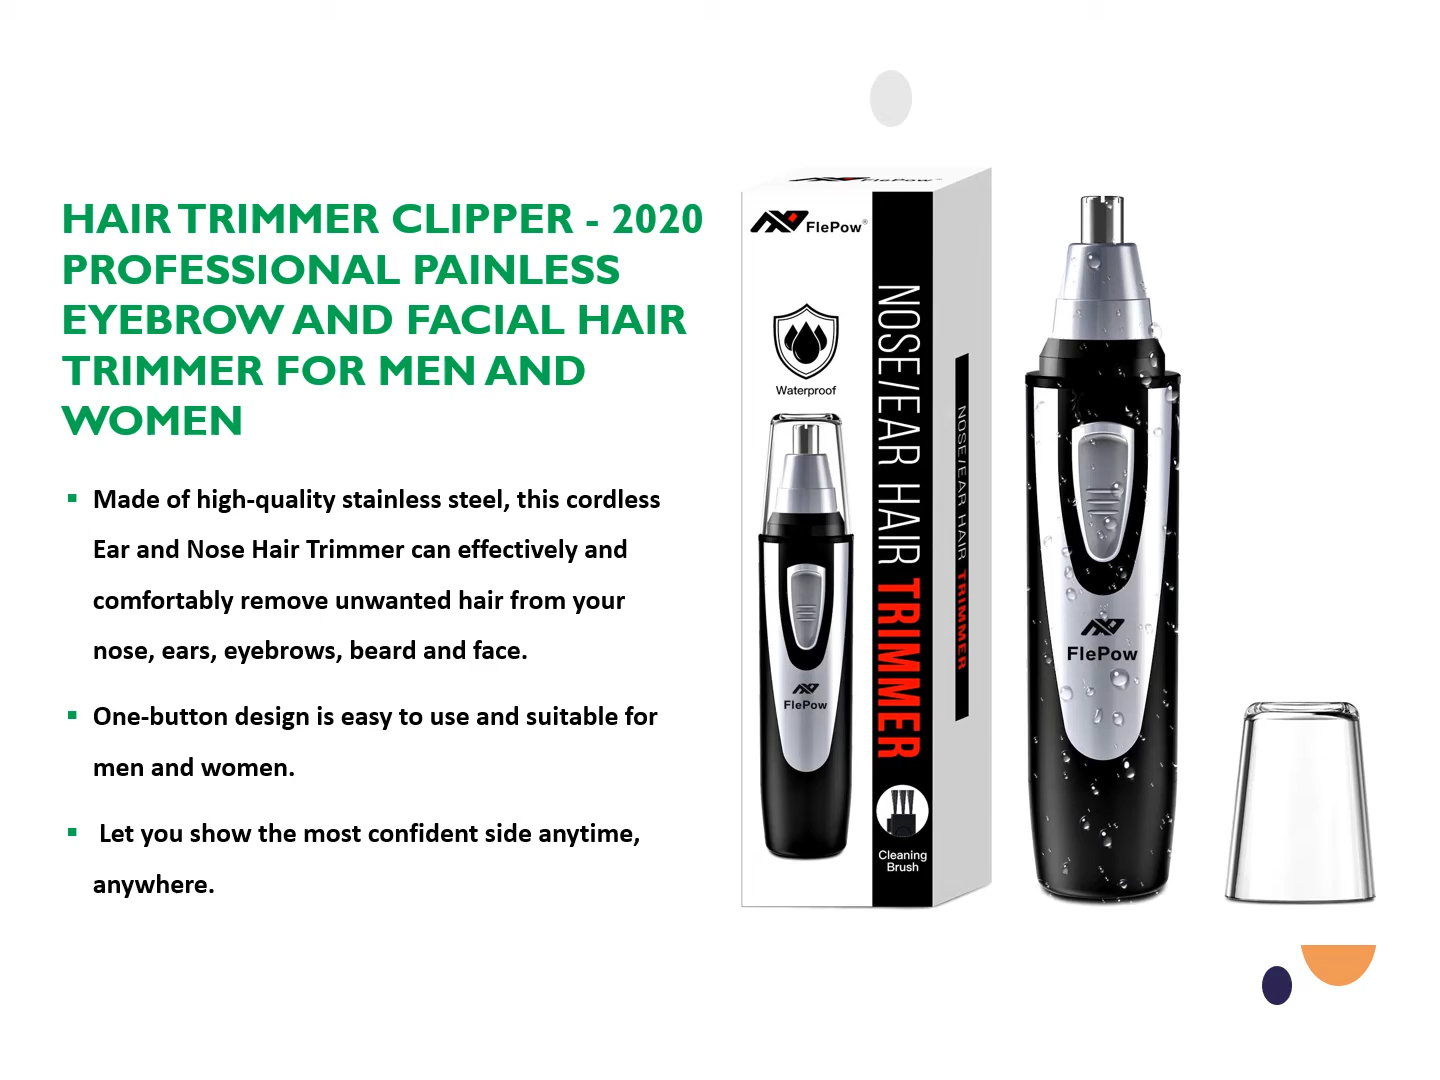 HAIR TRIMMER CLIPPER - 2020
PROFESSIONAL PAINLESS
EYEBROW AND FACIAL HAIR
TRIMMER FOR MEN AND
WOMEN
▪ Made of high-quality stainless steel, this cordless
Ear and Nose Hair Trimmer can effectively and
comfortably remove unwanted hair from your
nose, ears, eyebrows, beard and face.
▪ One-button design is easy to use and suitable for
men and women.
▪ Let you show the most confident side anytime,
anywhere.
FlePow
FlePow®
Waterproof
NOSE/EAR HAIR TRIMMER
FlePow
Cleaning
Brush
NOSE/EAR HAIR TRIMMER
FlePow